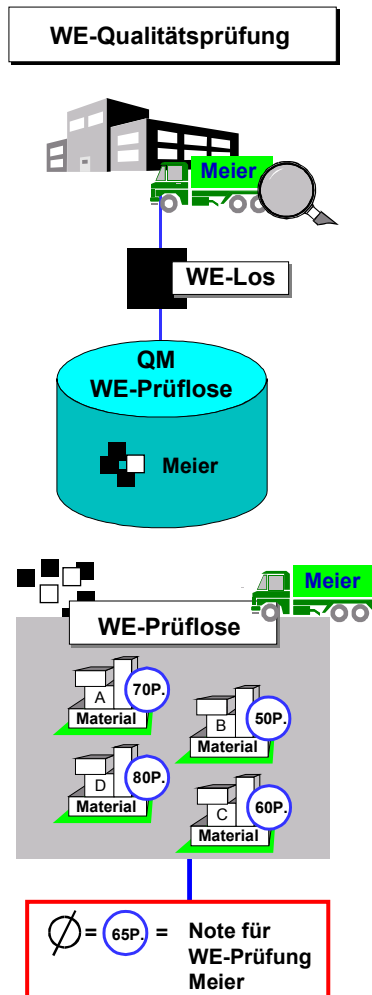 WE-Qualitätsprüfung
Meier
WE-Los
QM
WE-Prüflose
Meier
Meier
WE-Prüflose
A
70P.
Material
B
50P.
Material
D
80P.
Material
C
60P.
Material
Ø = 65P. = Note für
WE-Prüfung
Meier